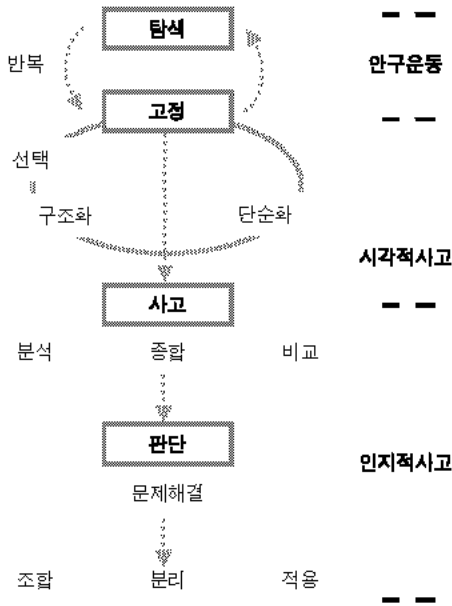 탐색
반복 안구운동
고정
선택
구조화 단순화
시각적사고
사고
분석 종합 비교
판단
인지적사고
문제해결
조합 분리 적용